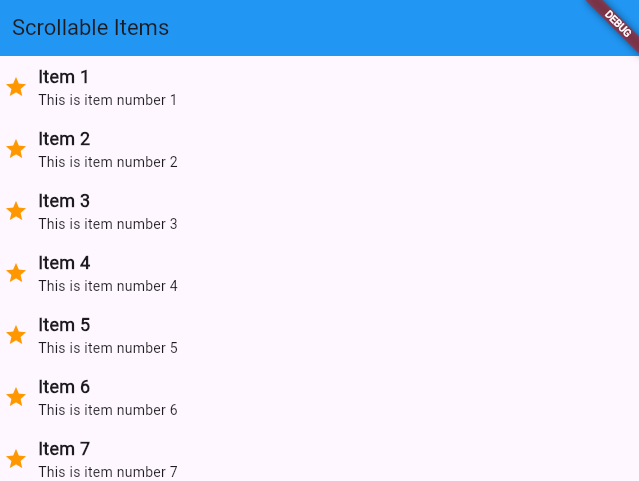 Scrollable Items
DEBUG
Item 1
This is item number 1
Item 2
This is item number 2
Item 3
This is item number 3
Item 4
This is item number 4
Item 5
This is item number 5
Item 6
This is item number 6
Item 7
This is item number 7